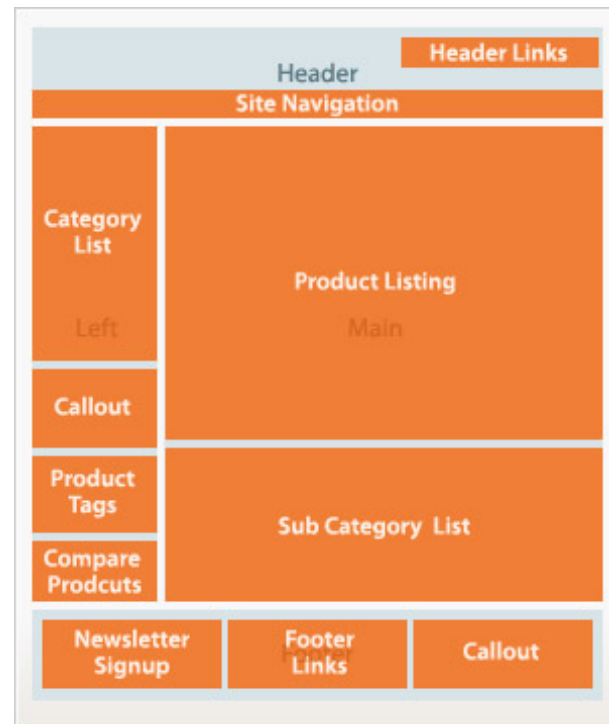 Header Links
Header
Site Navigation
Category
List
Left
Callout
Product
Tags
Compare
Prodcuts
Product Listing
Main
Sub Category List
Newsletter
Signup
Footer
Links
Footer
Callout